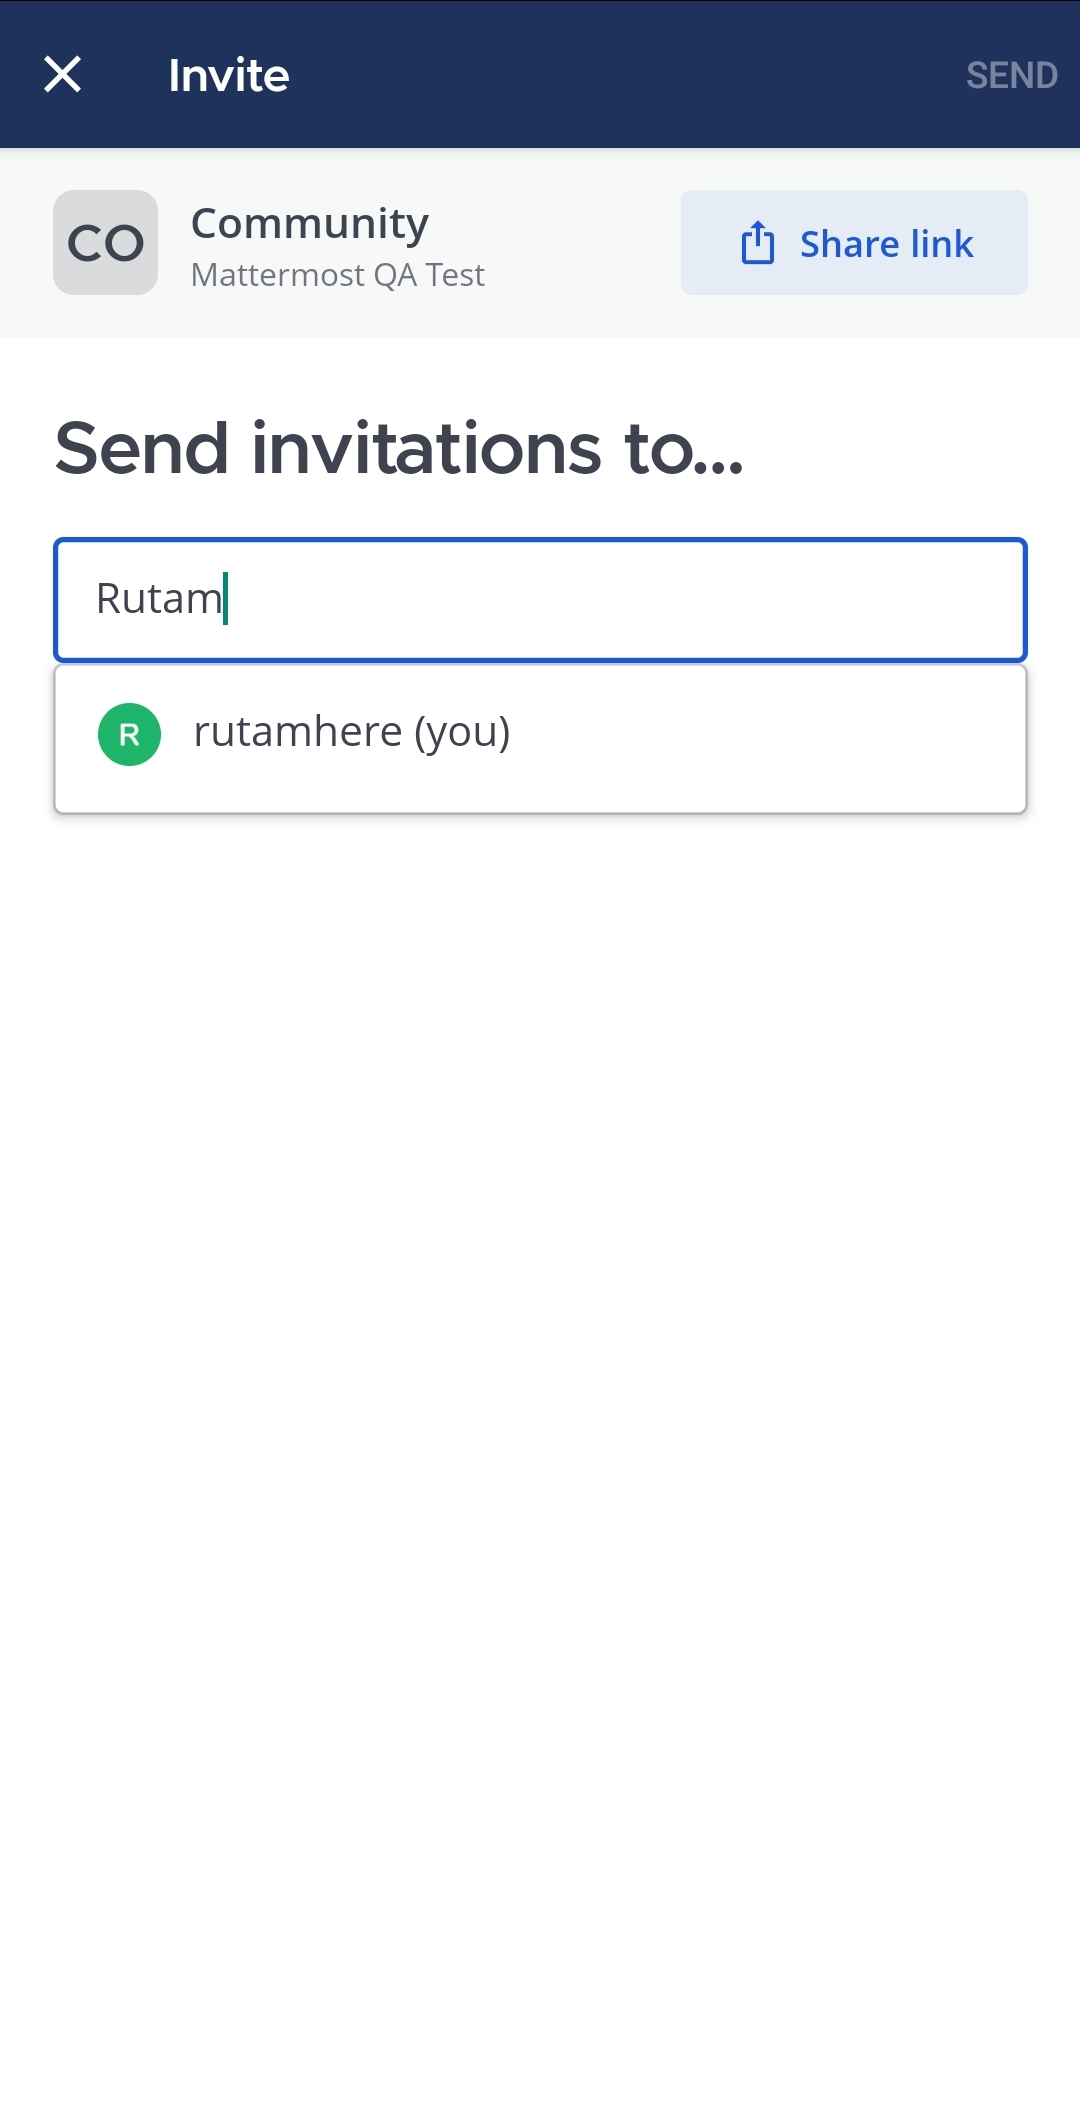 Invite
SEND
CO
Community
Mattermost QA Test
Share link
Send invitations to...
Rutam
R
rutamhere (you)